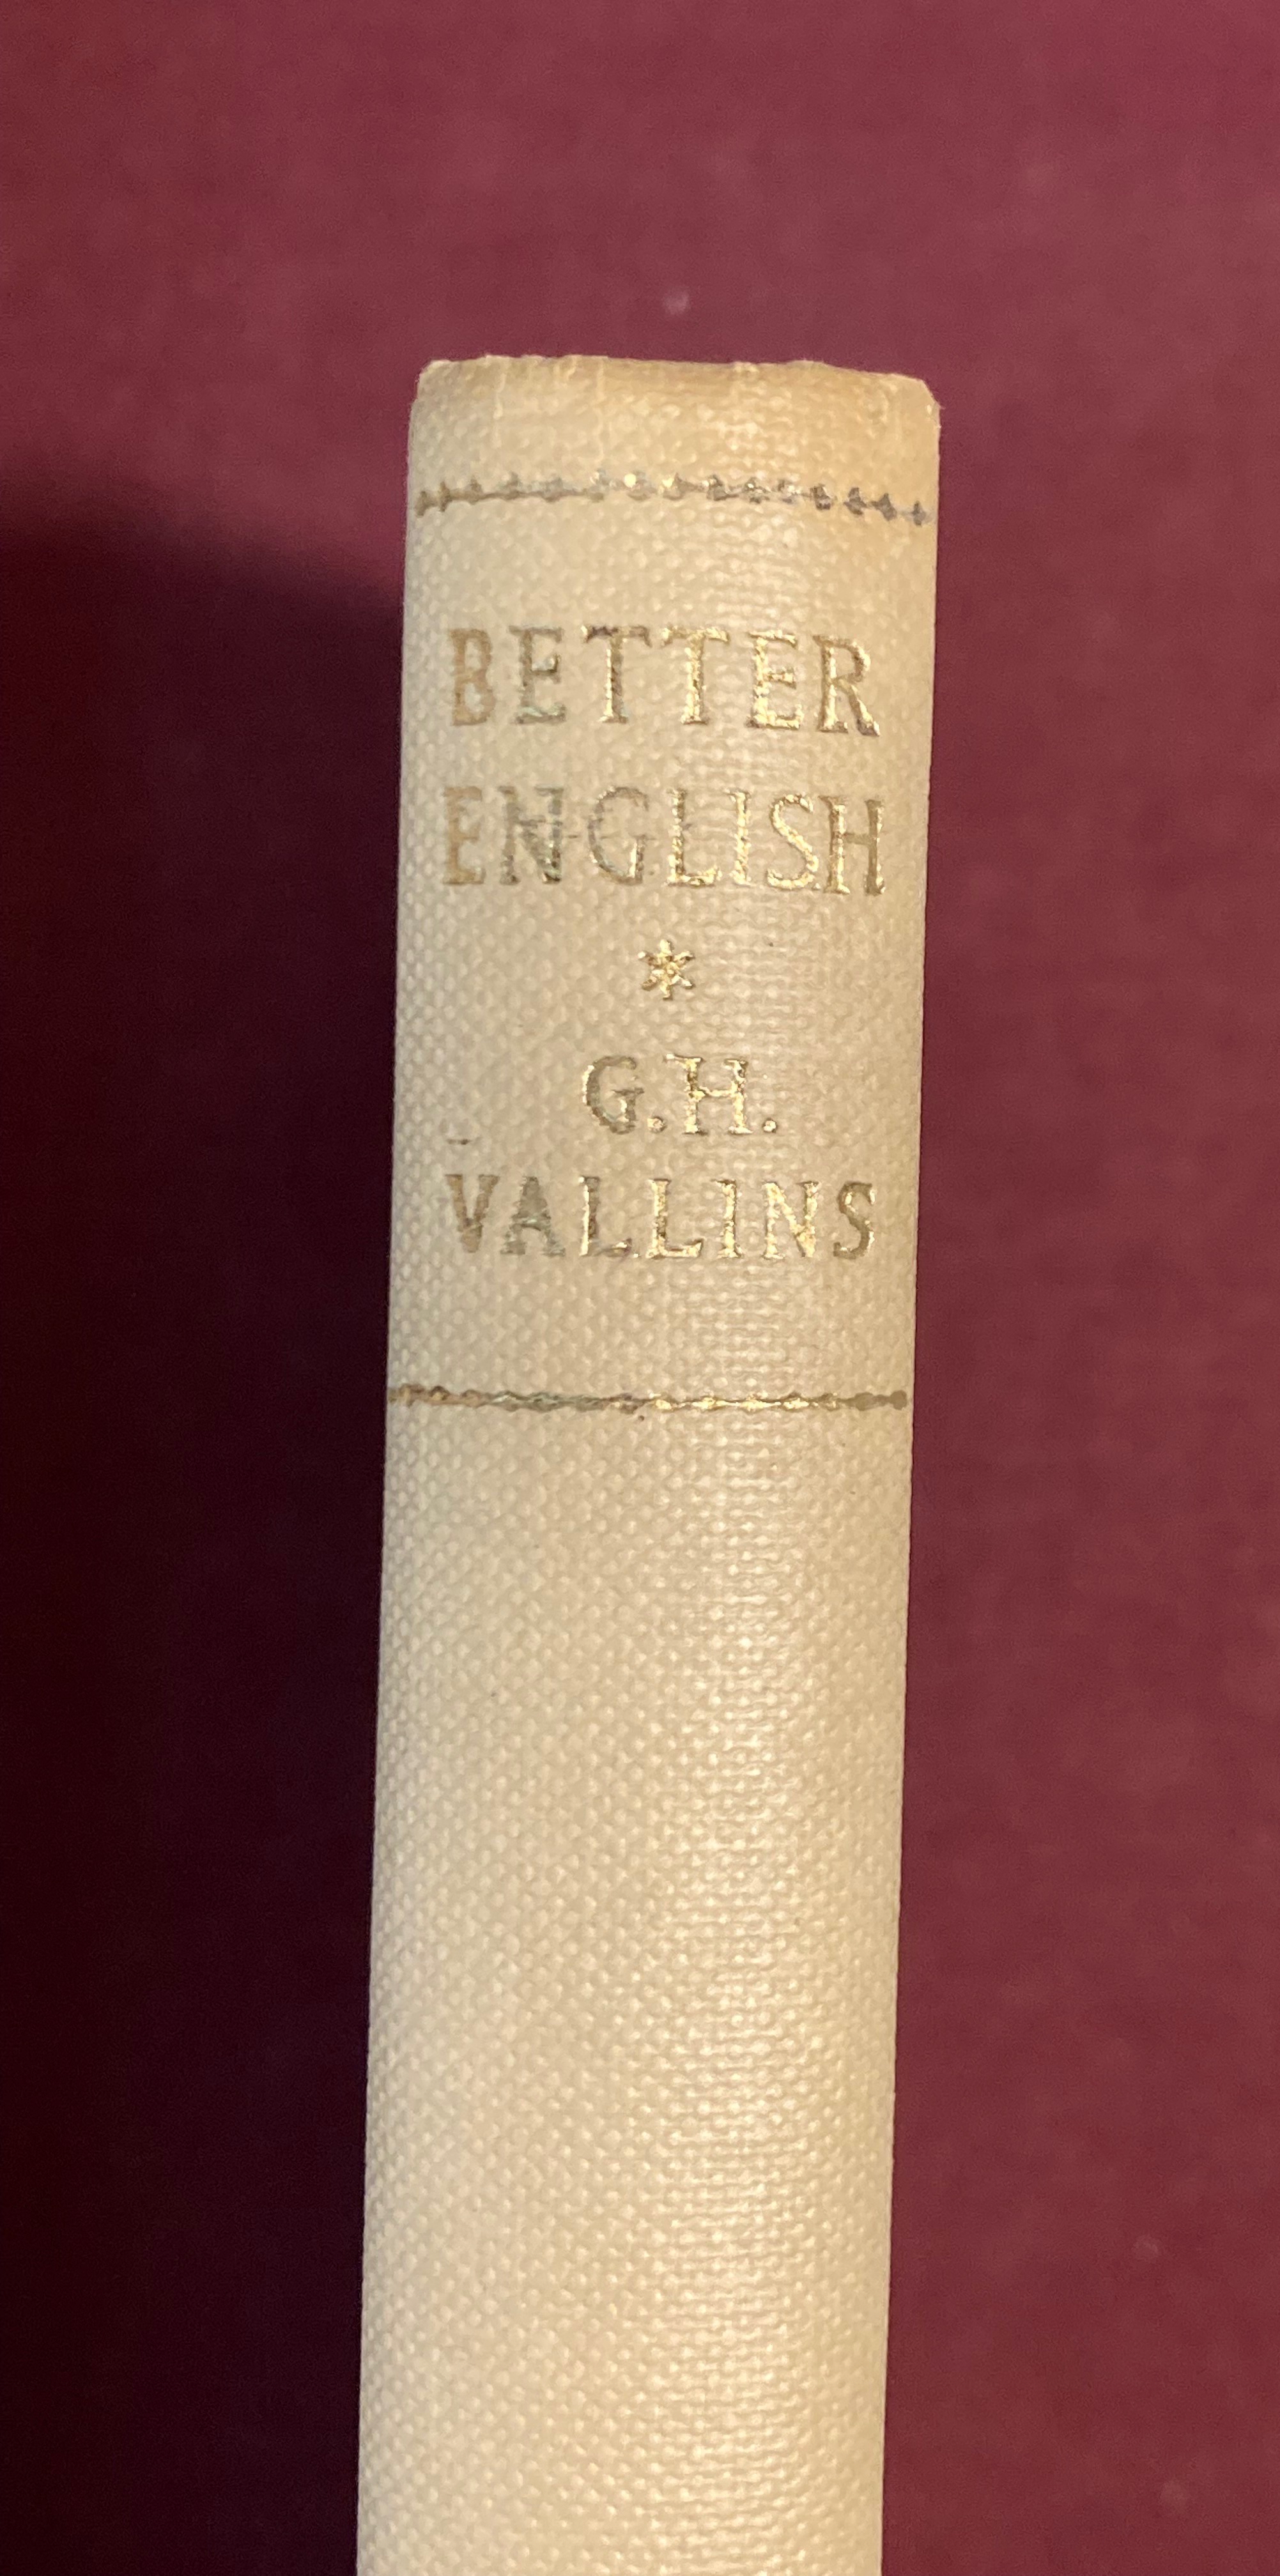 BETTER
ENGLISH
*
G.H.
VALLINS